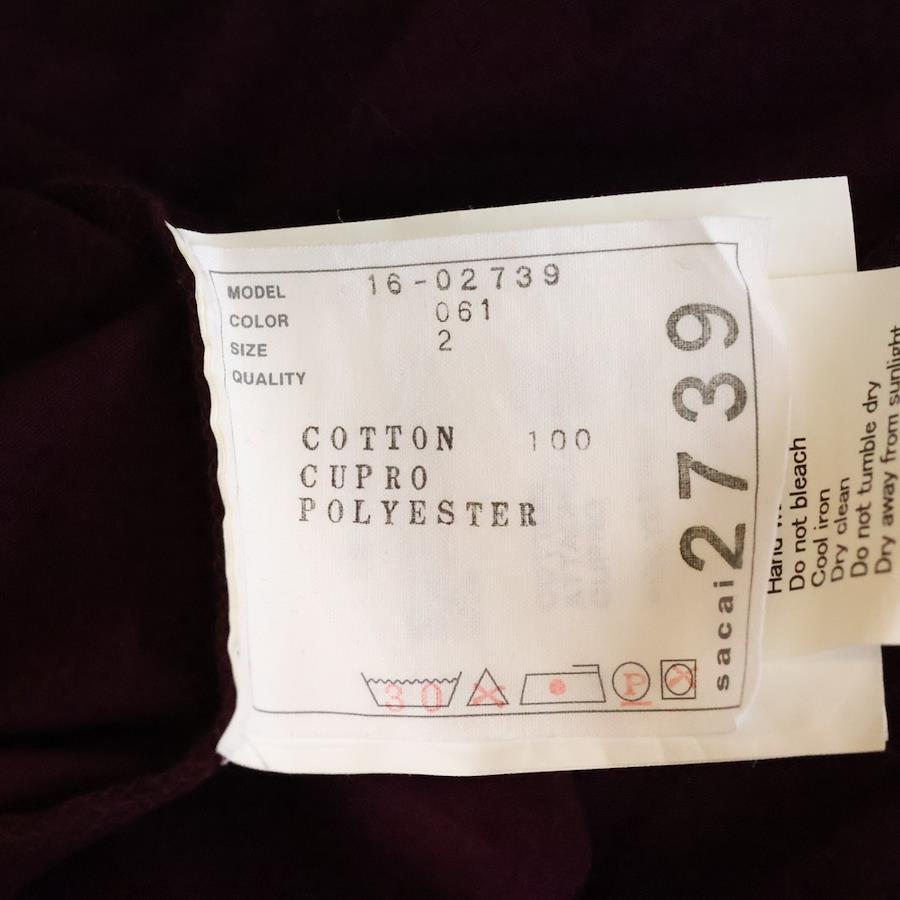 MODEL 16-02739
COLOR 061
SIZE 2
QUALITY
COTTON 100
CUPRO
POLYESTER
30
P
sacai 2739
Hand
Do not bleach
Cool iron
Dry clean
Do not tumble dry
Dry away from sunlight